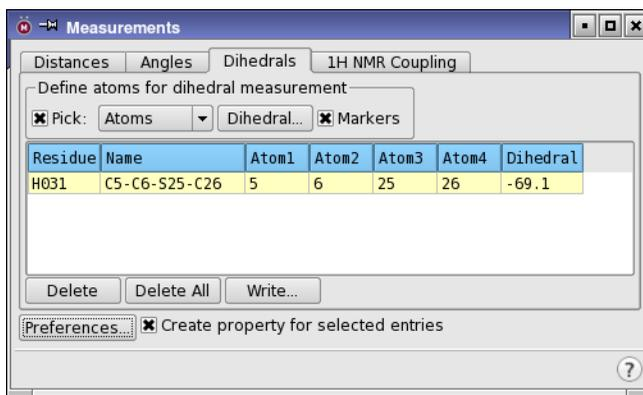 Measurements
Distances Angles Dihedrals 1H NMR Coupling
Define atoms for dihedral measurement
Pick: Atoms Dihedral... Markers
Residue Name Atom1 Atom2 Atom3 Atom4 Dihedral
H031 C5-C6-S25-C26 5 6 25 26 -69.1
Delete Delete All Write...
Preferences... Create property for selected entries
?